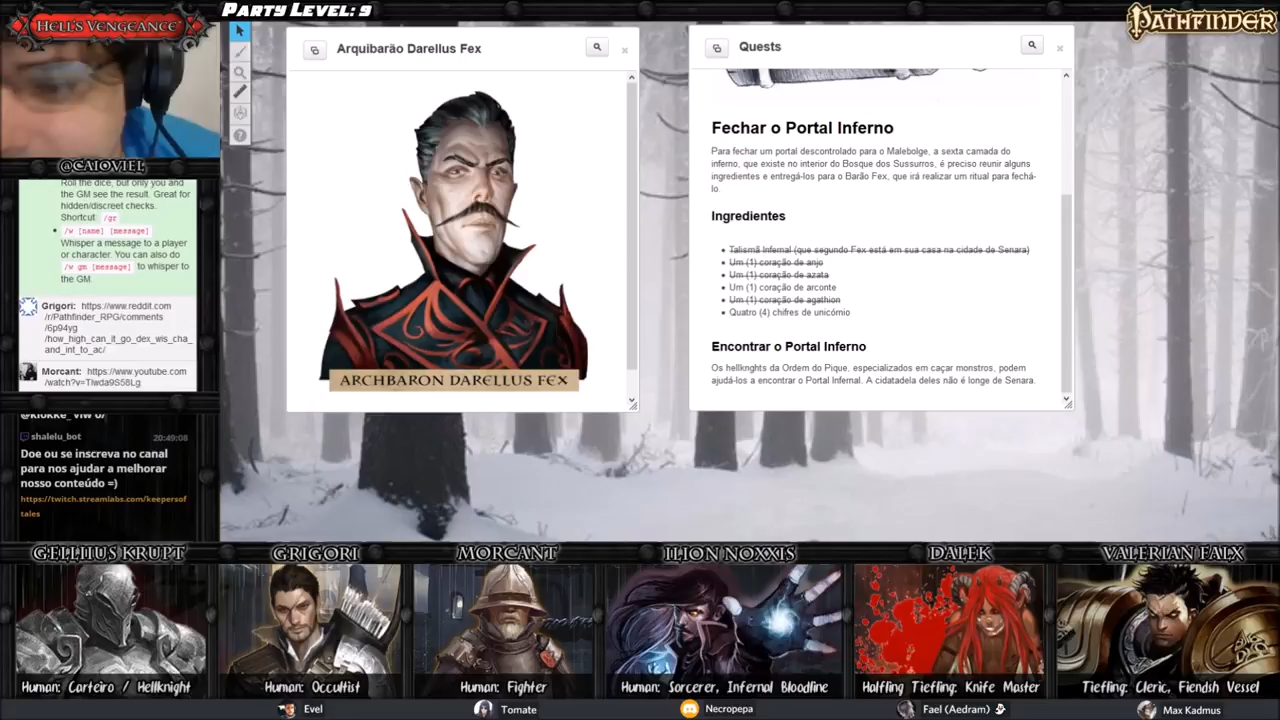 HELL'S VENGEANCE
PARTY LEVEL: 9
PATHFINDER
@CAIOVIEL
Roll the dice, but only you and
the GM see the result. Great for
hidden/discreet checks.
Shortcut: /gr
/w [name] [message]
Whisper a message to a player
or character. You can also do
/w gm [message] to whisper to
the GM
Grigori: https://www.reddit.com
/r/Pathfinder_RPG/comments
/6p94yg
/how_high_can_it_go_dex_wis_cha_
and_int_to_ac/
Morcant: https://www.youtube.com
/watch?v=Tlwda9S58Lg
@klokke_vlw o/
shalelu_bot 20:49:08
Doe ou se inscreva no canal
para nos ajudar a melhorar
nosso conteúdo =)
https://twitch.streamlabs.com/keepersof
tales
Arquibarão Darellus Fex
ARCHBARON DARELLUS FEX
Quests
Fechar o Portal Inferno
Para fechar um portal descontrolado para o Malebolge, a sexta camada do
inferno, que existe no interior do Bosque dos Sussurros, é preciso reunir alguns
ingredientes e entregá-los para o Barão Fex, que irá realizar um ritual para fechá-
lo.
Ingredientes
Talismã Infernal (que segundo Fex está em sua casa na cidade de Senara)
Um (1) coração de anjo
Um (1) coração de azata
Um (1) coração de arconte
Um (1) coração de agathion
Quatro (4) chifres de unicórnio
Encontrar o Portal Inferno
Os hellknghts da Ordem do Pique, especializados em caçar monstros, podem
ajudá-los a encontrar o Portal Infernal. A cidatadela deles não é longe de Senara.
GELLIUS KRUPT
GRIGORI
MORCANT
ILION NOXXIS
DALEK
VALERIAN FALX
Human: Carteiro / Hellknight
Human: Occultist
Human: Fighter
Human: Sorcerer, Infernal Bloodline
Halfling Tiefling: Knife Master
Tiefling: Cleric, Fiendsh Vessel
Evel
Tomate
Necropepa
Fael (Aedram)
Max Kadmus